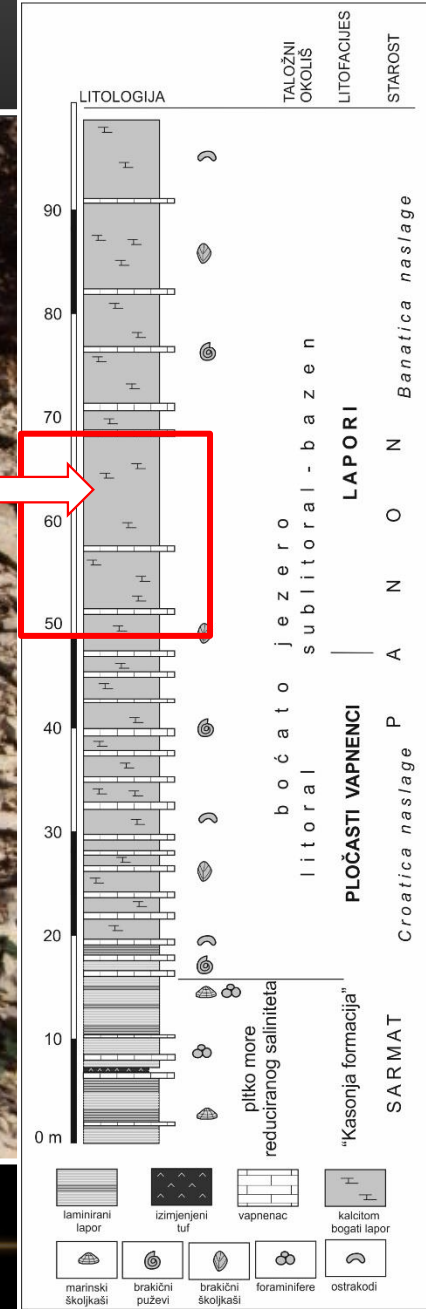 LITOLOGIJA
TALOŽNI
OKOLIŠ
LITOFACIJES
STAROST
90
80
70
60
50
40
30
20
10
0 m
boćato jezero
litoral
sublitoral-bazen
plitko more
reduciranog saliniteta
LAPORI
PLOČASTI VAPNENCI
"Kasonja formacija"
PANON
SARMAT
Banatica naslage
Croatica naslage
laminirani
lapor
izimjenjeni
tuf
vapnenac
kalcitom
bogati lapor
marinski
školjkaši
brakični
puževi
brakični
školjkaši
foraminifere
ostrakodi